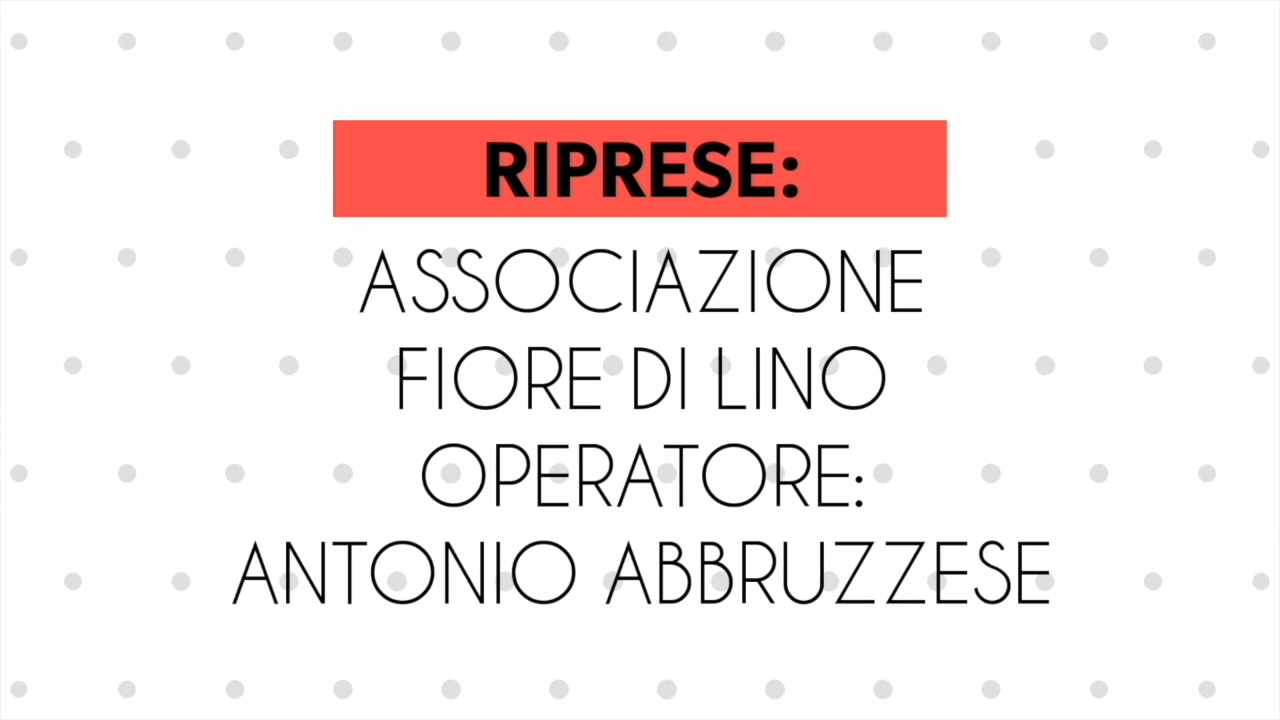 RIPRESE:
ASSOCIAZIONE
FIORE DI LINO
OPERATORE:
ANTONIO ABBRUZZESE